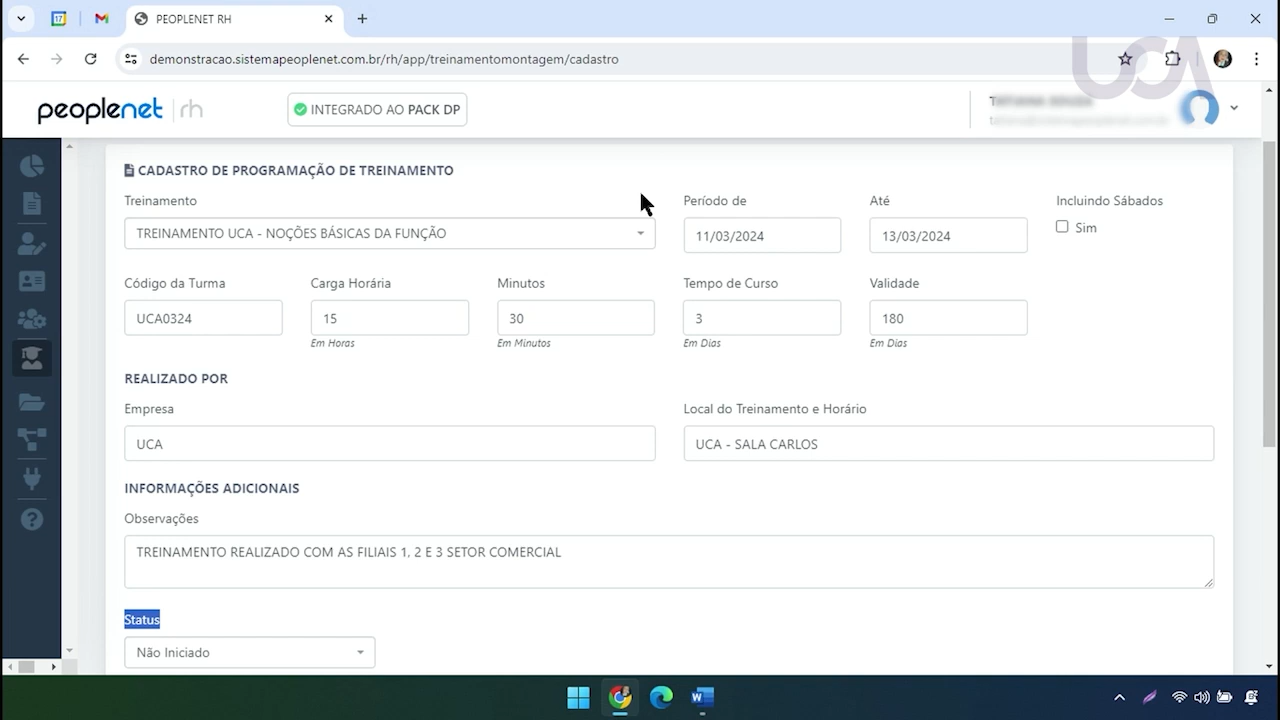 PEOPLENET RH
demonstracao.sistemapeoplenet.com.br/rh/app/treinamentomontagem/cadastro
UCA
peoplenet rh
INTEGRADO AO PACK DP
CADASTRO DE PROGRAMAÇÃO DE TREINAMENTO
Treinamento
Período de
Até
Incluindo Sábados
TREINAMENTO UCA - NOÇÕES BÁSICAS DA FUNÇÃO
11/03/2024
13/03/2024
Sim
Código da Turma
Carga Horária
Minutos
Tempo de Curso
Validade
UCA0324
15
30
3
180
Em Horas
Em Minutos
Em Dias
Em Dias
REALIZADO POR
Empresa
Local do Treinamento e Horário
UCA
UCA - SALA CARLOS
INFORMAÇÕES ADICIONAIS
Observações
TREINAMENTO REALIZADO COM AS FILIAIS 1, 2 E 3 SETOR COMERCIAL
Status
Não Iniciado